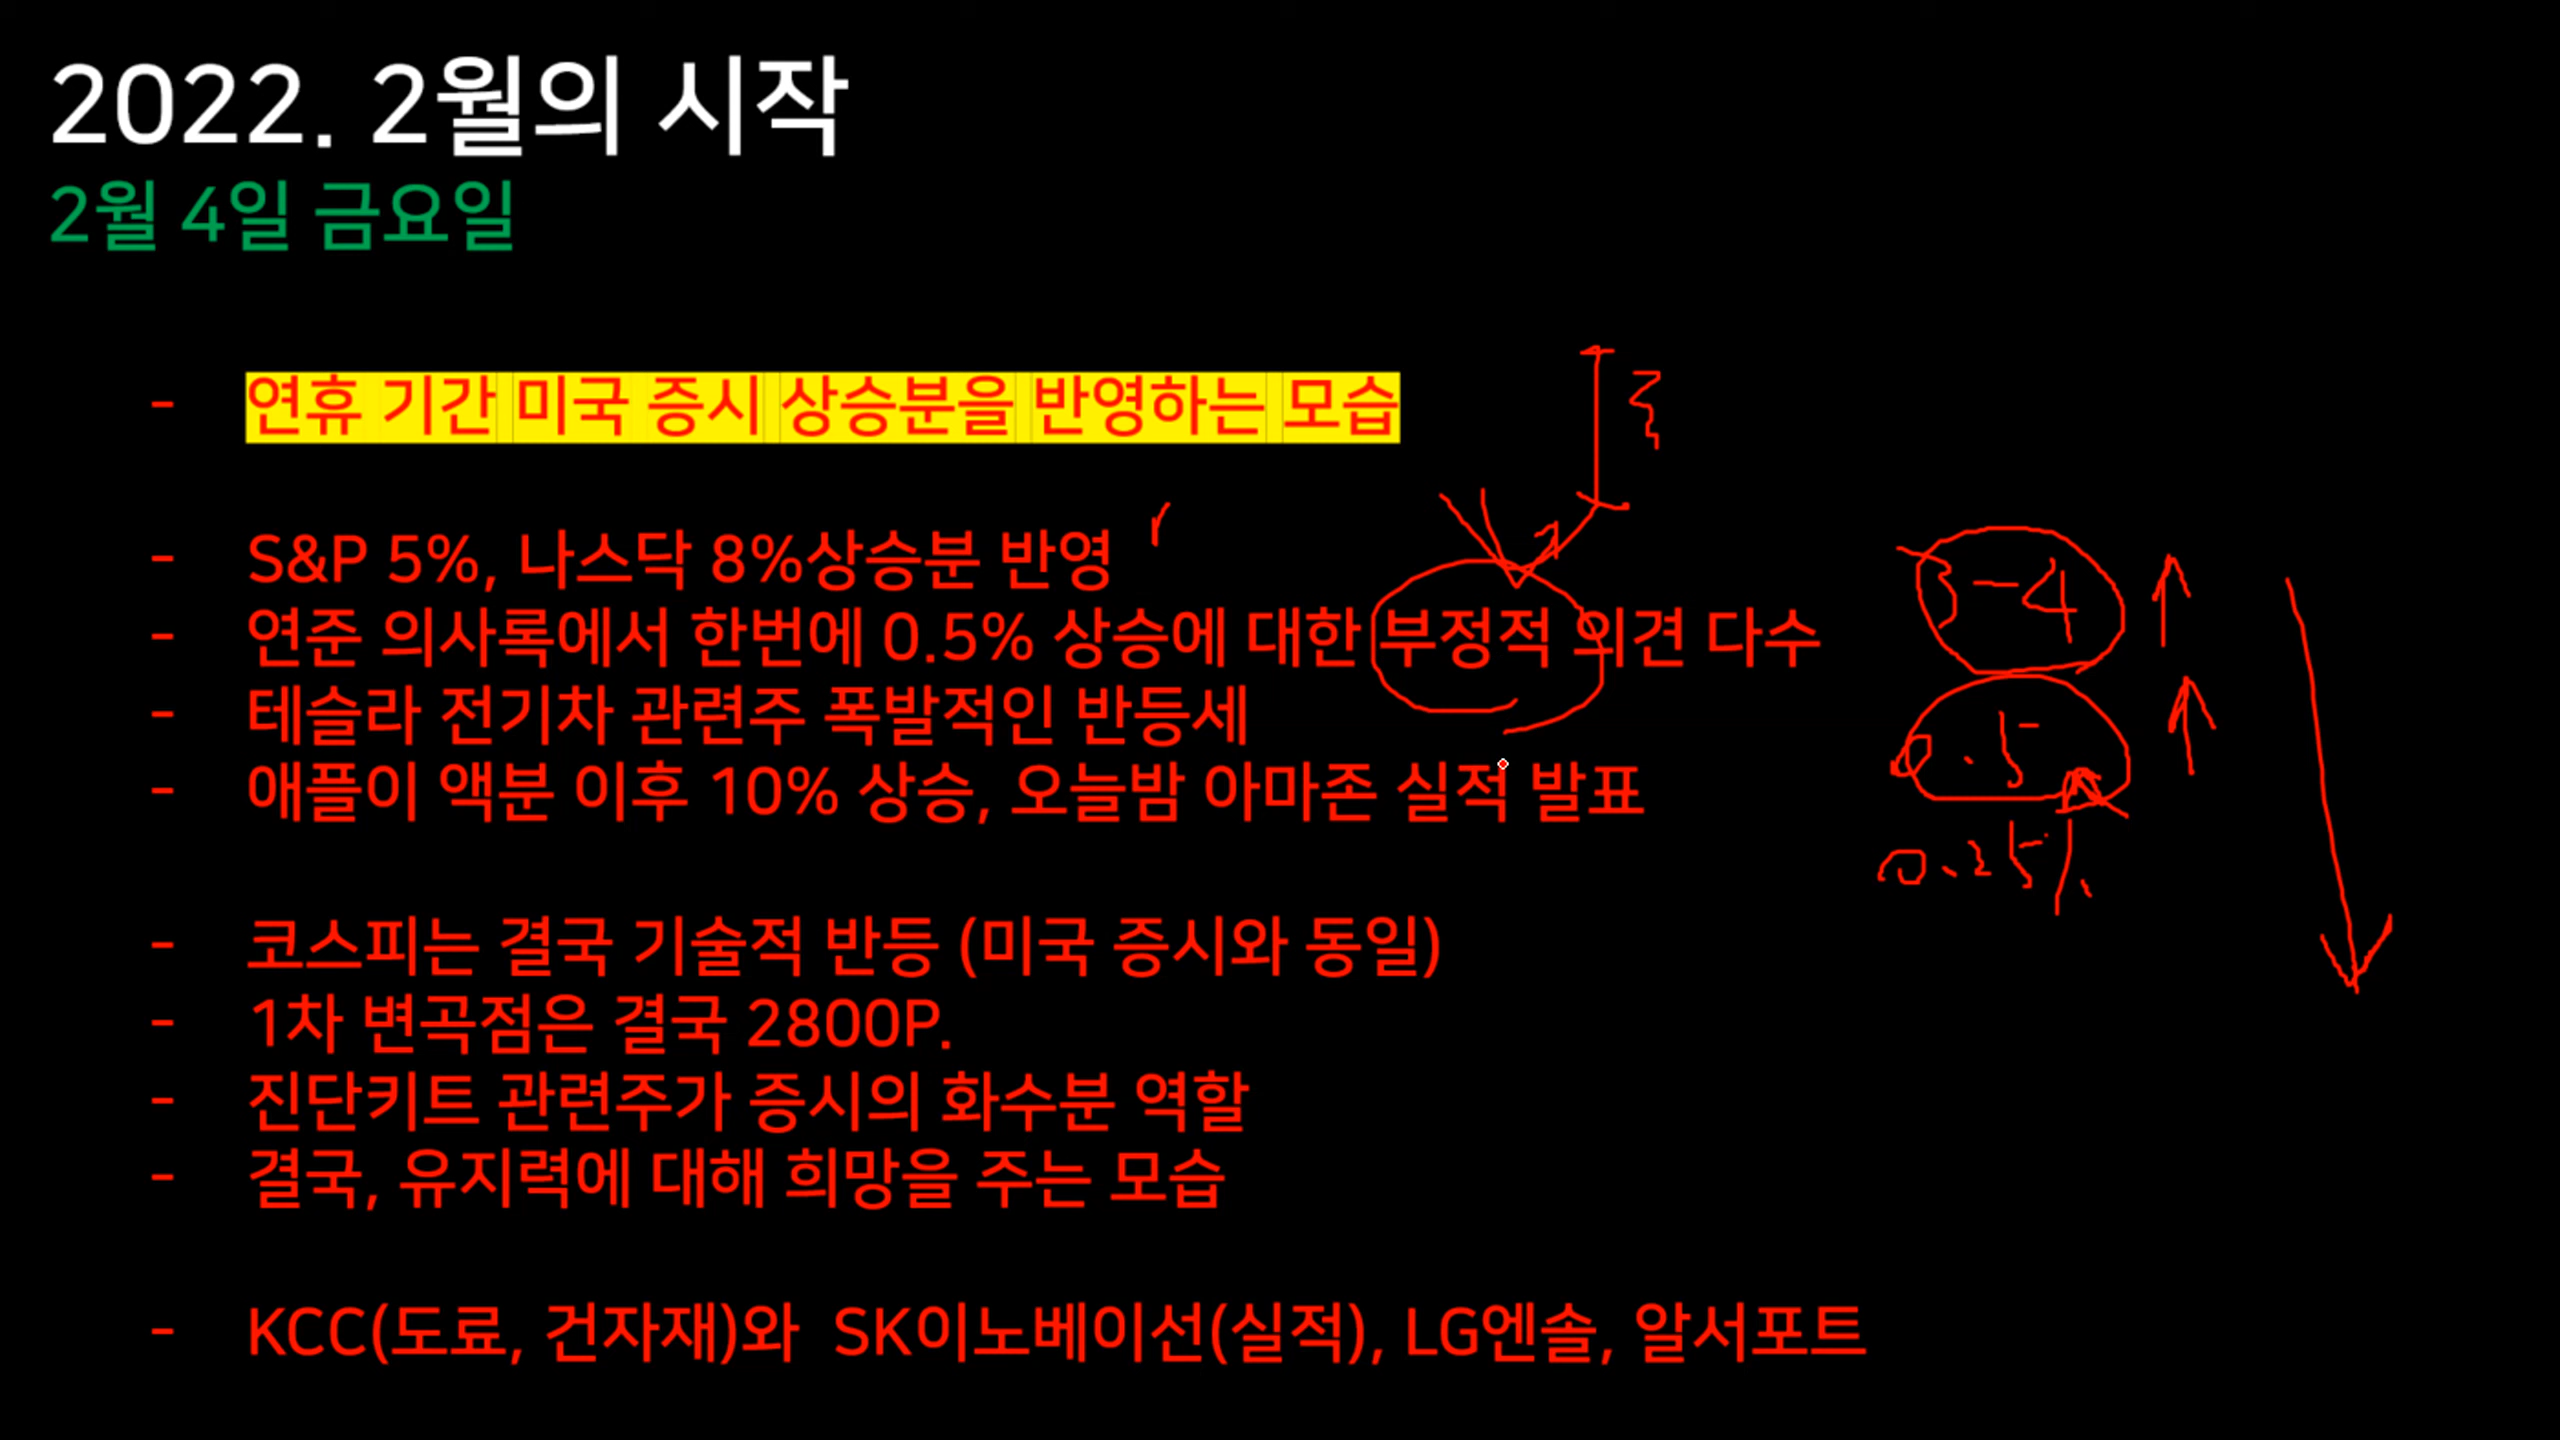 2022. 2월의 시작
2월 4일 금요일
- 연휴 기간 미국 증시 상승분을 반영하는 모습
- S&P 5%, 나스닥 8%상승분 반영
- 연준 의사록에서 한번에 0.5% 상승에 대한 부정적 의견 다수
- 테슬라 전기차 관련주 폭발적인 반등세
- 애플이 액분 이후 10% 상승, 오늘밤 아마존 실적 발표
3-4
0.5
0.25%
- 코스피는 결국 기술적 반등 (미국 증시와 동일)
- 1차 변곡점은 결국 2800P.
- 진단키트 관련주가 증시의 화수분 역할
- 결국, 유지력에 대해 희망을 주는 모습
- KCC(도료, 건자재)와 SK이노베이션(실적), LG엔솔, 알서포트